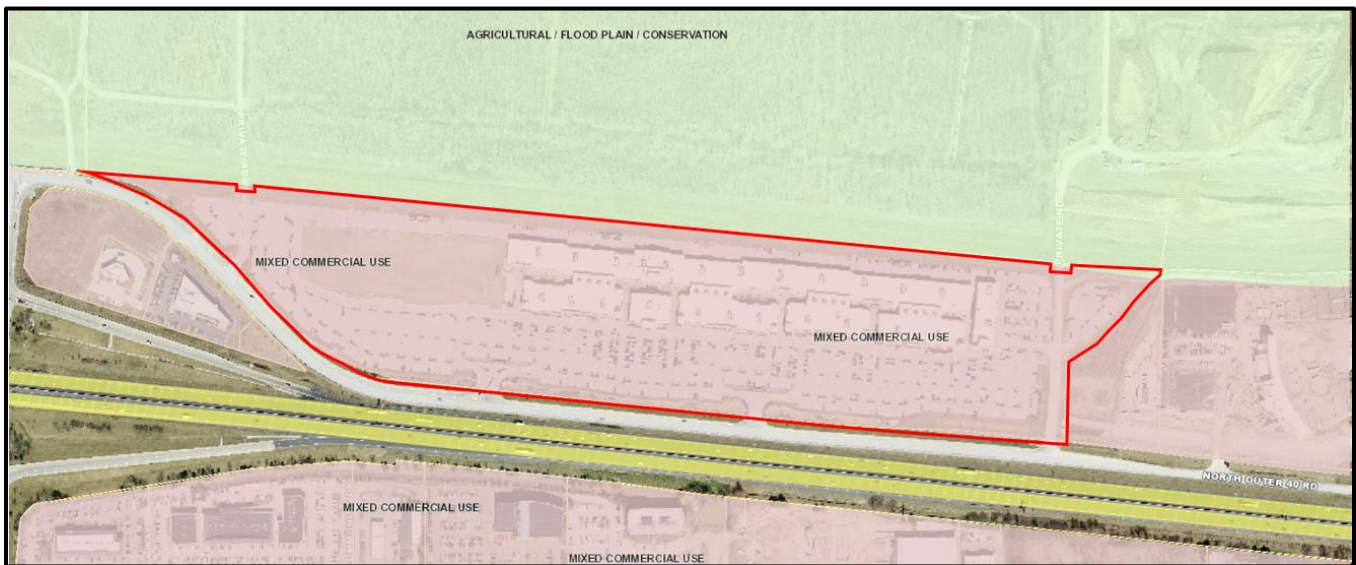 AGRICULTURAL / FLOOD PLAIN / CONSERVATION
MIXED COMMERCIAL USE
MIXED COMMERCIAL USE
NORTH OUTER 40 RD
MIXED COMMERCIAL USE
MIXED COMMERCIAL USE